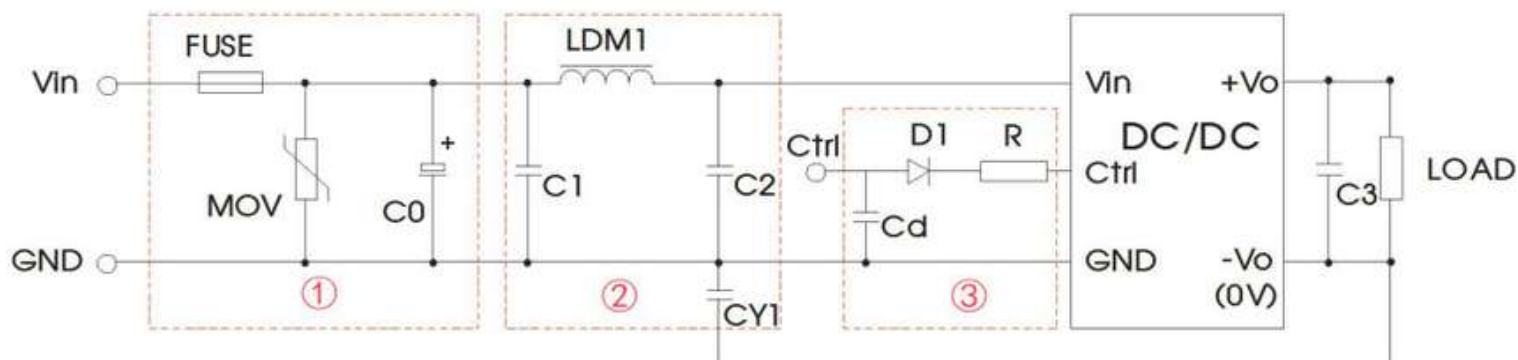 FUSE
LDM1
Vin
Vin
+Vo
Ctrl
D1
R
DC/DC
MOV
C0
+
C1
C2
Ctrl
C3
LOAD
Cd
GND
GND
-Vo
(0V)
①
②
③
CY1